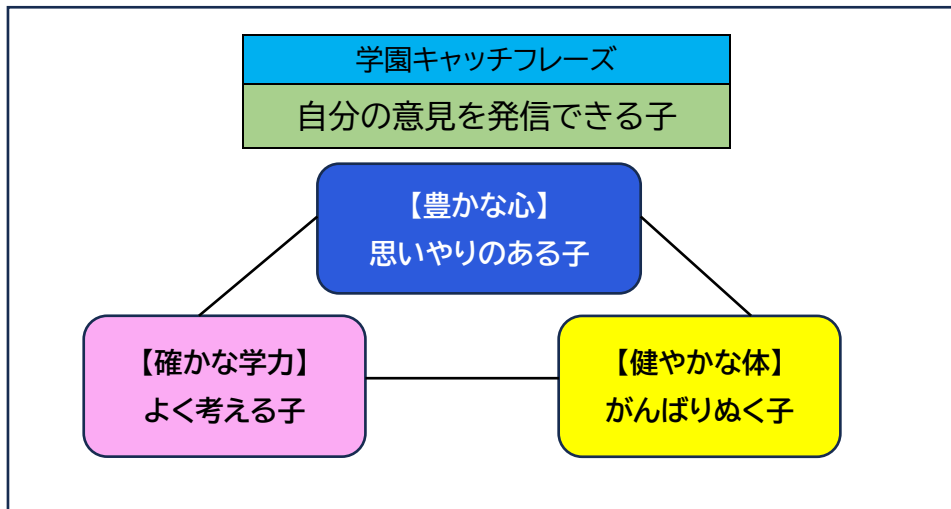 学園キャッチフレーズ
自分の意見を発信できる子
【豊かな心】
思いやりのある子
【確かな学力】
よく考える子
【健やかな体】
がんばりぬく子